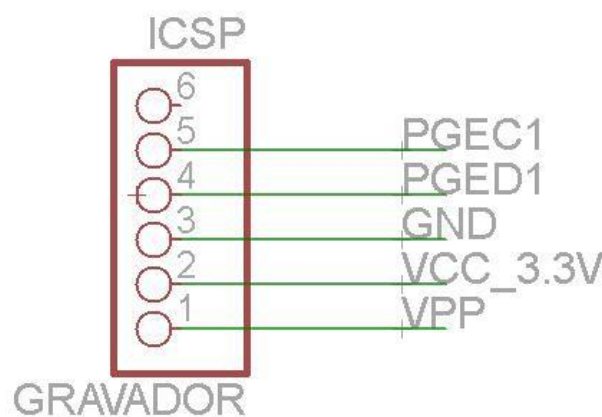 ICSP
6
5 PGEC1
4 PGED1
3 GND
2 VCC_3.3V
1 VPP
GRAVADOR